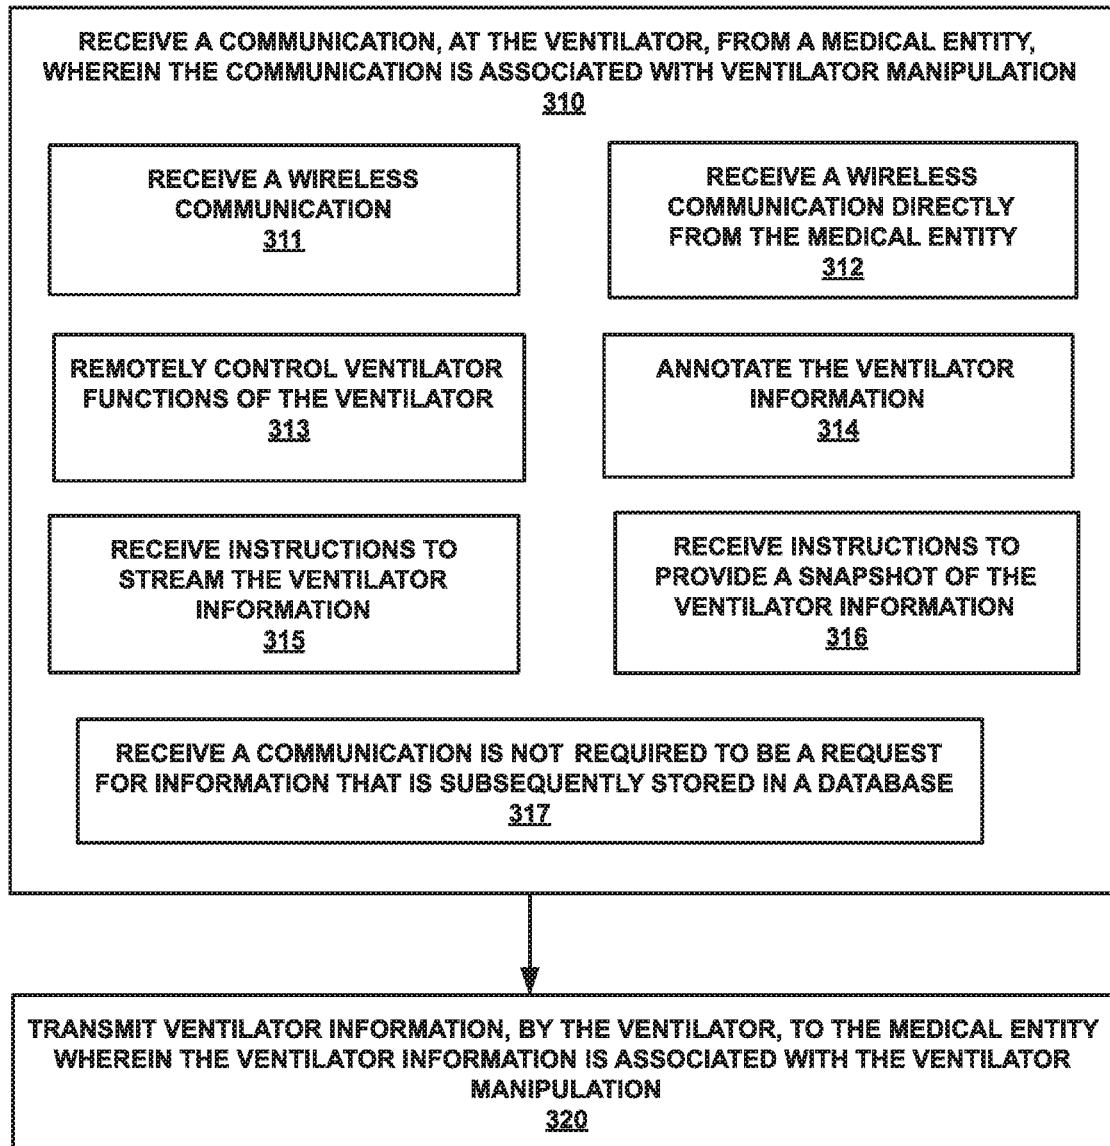 RECEIVE A COMMUNICATION, AT THE VENTILATOR, FROM A MEDICAL ENTITY,
WHEREIN THE COMMUNICATION IS ASSOCIATED WITH VENTILATOR MANIPULATION
310
RECEIVE A WIRELESS
COMMUNICATION
311
RECEIVE A WIRELESS
COMMUNICATION DIRECTLY
FROM THE MEDICAL ENTITY
312
REMOTELY CONTROL VENTILATOR
FUNCTIONS OF THE VENTILATOR
313
ANNOTATE THE VENTILATOR
INFORMATION
314
RECEIVE INSTRUCTIONS TO
STREAM THE VENTILATOR
INFORMATION
315
RECEIVE INSTRUCTIONS TO
PROVIDE A SNAPSHOT OF THE
VENTILATOR INFORMATION
316
RECEIVE A COMMUNICATION IS NOT REQUIRED TO BE A REQUEST
FOR INFORMATION THAT IS SUBSEQUENTLY STORED IN A DATABASE
317
TRANSMIT VENTILATOR INFORMATION, BY THE VENTILATOR, TO THE MEDICAL ENTITY
WHEREIN THE VENTILATOR INFORMATION IS ASSOCIATED WITH THE VENTILATOR
MANIPULATION
320